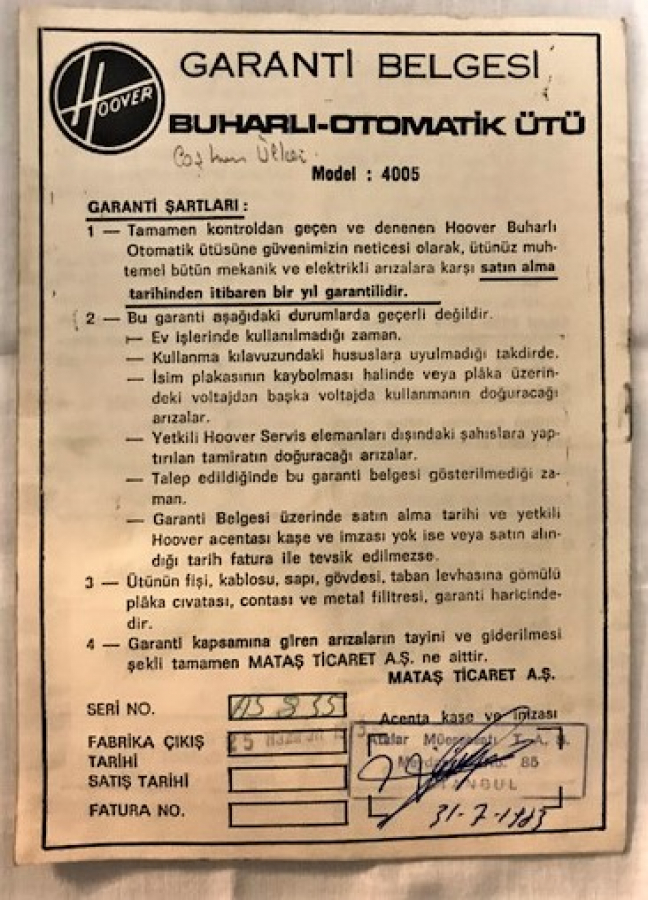 HOOVER
GARANTİ BELGESİ
BUHARLI-OTOMATİK ÜTÜ
Model : 4005
GARANTİ ŞARTLARI :
1 — Tamamen kontroldan geçen ve denenen Hoover Buharlı
Otomatik ütüsüne güvenimizin neticesi olarak, ütünüz muh-
temel bütün mekanik ve elektrikli arızalara karşı satın alma
tarihinden itibaren bir yıl garantilidir.
2 — Bu garanti aşağıdaki durumlarda geçerli değildir.
— Ev işlerinde kullanılmadığı zaman.
— Kullanma kılavuzundaki hususlara uyulmadığı takdirde.
— İsim plakasının kaybolması halinde veya plâka üzerin-
deki voltajdan başka voltajda kullanmanın doğuracağı
arızalar.
— Yetkili Hoover Servis elemanları dışındaki şahıslara yap-
tırılan tamiratın doğuracağı arızalar.
— Talep edildiğinde bu garanti belgesi gösterilmediği za-
man.
— Garanti Belgesi üzerinde satın alma tarihi ve yetkili
Hoover acentası kaşe ve imzası yok ise veya satın alın-
dığı tarih fatura ile tevsik edilmezse.
3 — Ütünün fişi, kablosu, sapı, gövdesi, taban levhasına gömülü
plâka cıvatası, contası ve metal filitresi, garanti haricinde-
dir.
4 — Garanti kapsamına giren arızaların tayini ve giderilmesi
şekli tamamen MATAŞ TİCARET A.Ş. ne aittir.
MATAŞ TİCARET A.Ş.
SERİ NO.
Acenta kaşe ve imzası
FABRİKA ÇIKIŞ
TARİHİ
25
No. 85
İSTANBUL
SATIŞ TARİHİ
FATURA NO.
31-7-1983